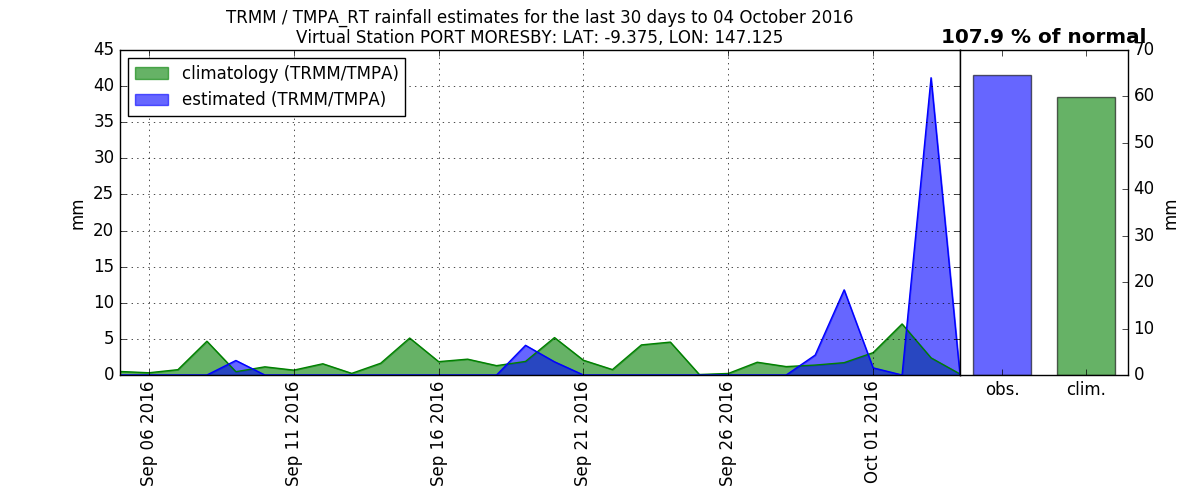 TRMM / TMPA_RT rainfall estimates for the last 30 days to 04 October 2016
Virtual Station PORT MORESBY: LAT: -9.375, LON: 147.125
107.9 % of normal
climatology (TRMM/TMPA)
estimated (TRMM/TMPA)
45
40
35
30
25
20
15
10
5
0
mm
Sep 06 2016
Sep 11 2016
Sep 16 2016
Sep 21 2016
Sep 26 2016
Oct 01 2016
obs.
clim.
70
60
50
40
30
20
10
0
mm